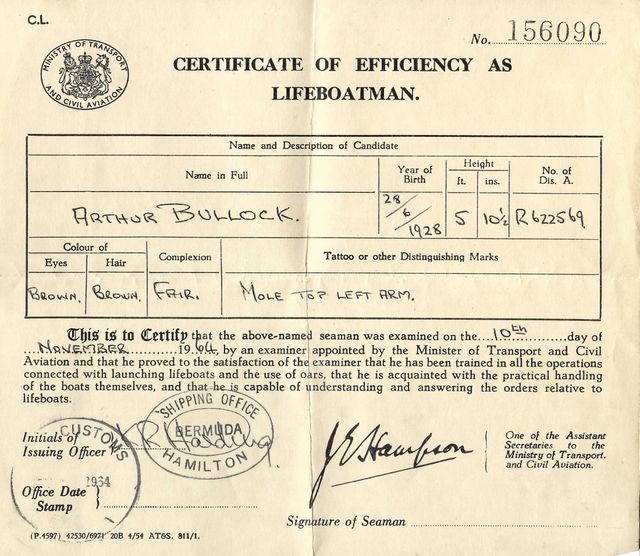 C.L.
No. 156090
MINISTRY OF TRANSPORT
AND CIVIL AVIATION
CERTIFICATE OF EFFICIENCY AS
LIFEBOATMAN.
Name and Description of Candidate
Name in Full
Year of Birth
Height
ft. ins.
No. of Dis. A.
ARTHUR BULLOCK. 28/6/1928 5 10½ R622569
Colour of
Eyes Hair
Complexion
Tattoo or other Distinguishing Marks
BROWN. BROWN. FAIR. MOLE TOP LEFT ARM.
This is to Certify that the above-named seaman was examined on the 10th day of
NOVEMBER 1964, by an examiner appointed by the Minister of Transport and Civil
Aviation and that he proved to the satisfaction of the examiner that he has been trained in all the operations
connected with launching lifeboats and the use of oars, that he is acquainted with the practical handling
of the boats themselves, and that he is capable of understanding and answering the orders relative to
lifeboats.
SHIPPING OFFICE
BERMUDA
HAMILTON
Initials of
Issuing Officer
CUSTOMS
1964
Office Date
Stamp
J E Hampson
One of the Assistant
Secretaries to the
Ministry of Transport.
and Civil Aviation.
Signature of Seaman
(P.4597) 42530/6971 20B 4/54 AT&S. 811/1.